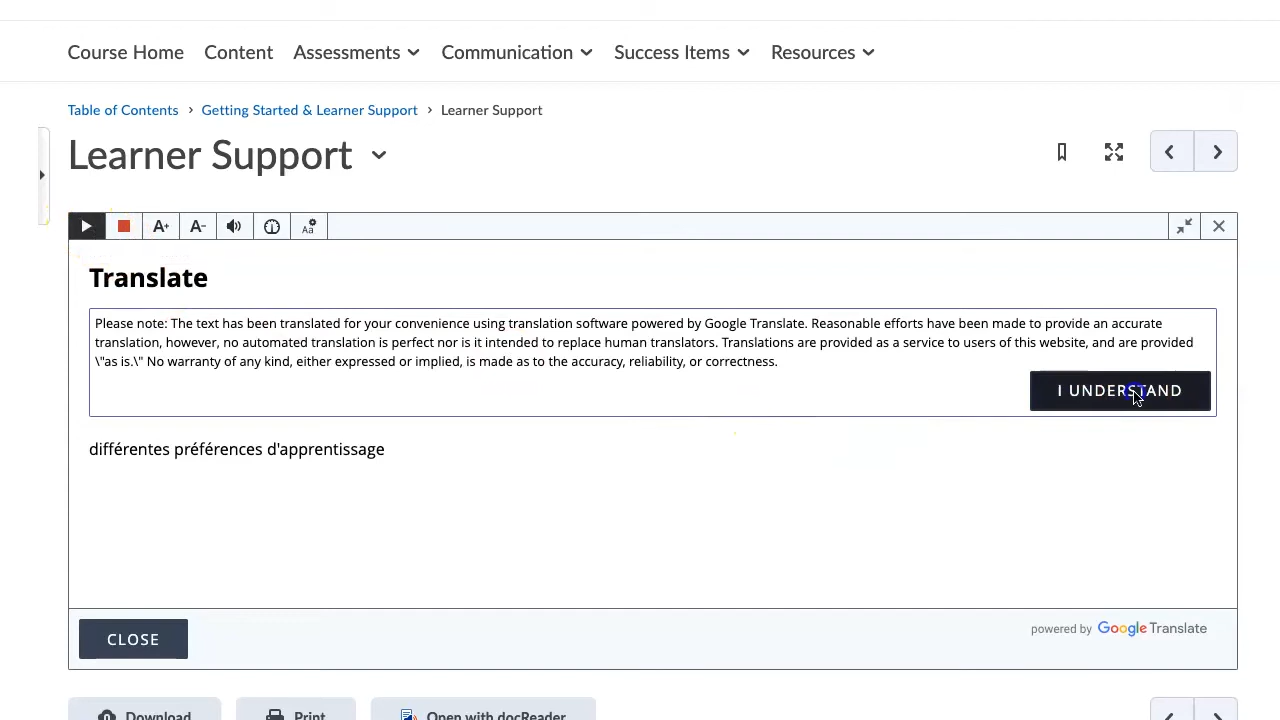 Course Home Content Assessments Communication Success Items Resources
Table of Contents › Getting Started & Learner Support › Learner Support
Learner Support
A+ A- Aa
Translate
Please note: The text has been translated for your convenience using translation software powered by Google Translate. Reasonable efforts have been made to provide an accurate
translation, however, no automated translation is perfect nor is it intended to replace human translators. Translations are provided as a service to users of this website, and are provided
\"as is.\" No warranty of any kind, either expressed or implied, is made as to the accuracy, reliability, or correctness.
I UNDERSTAND
différentes préférences d'apprentissage
CLOSE powered by Google Translate
Download Print Open with docReader